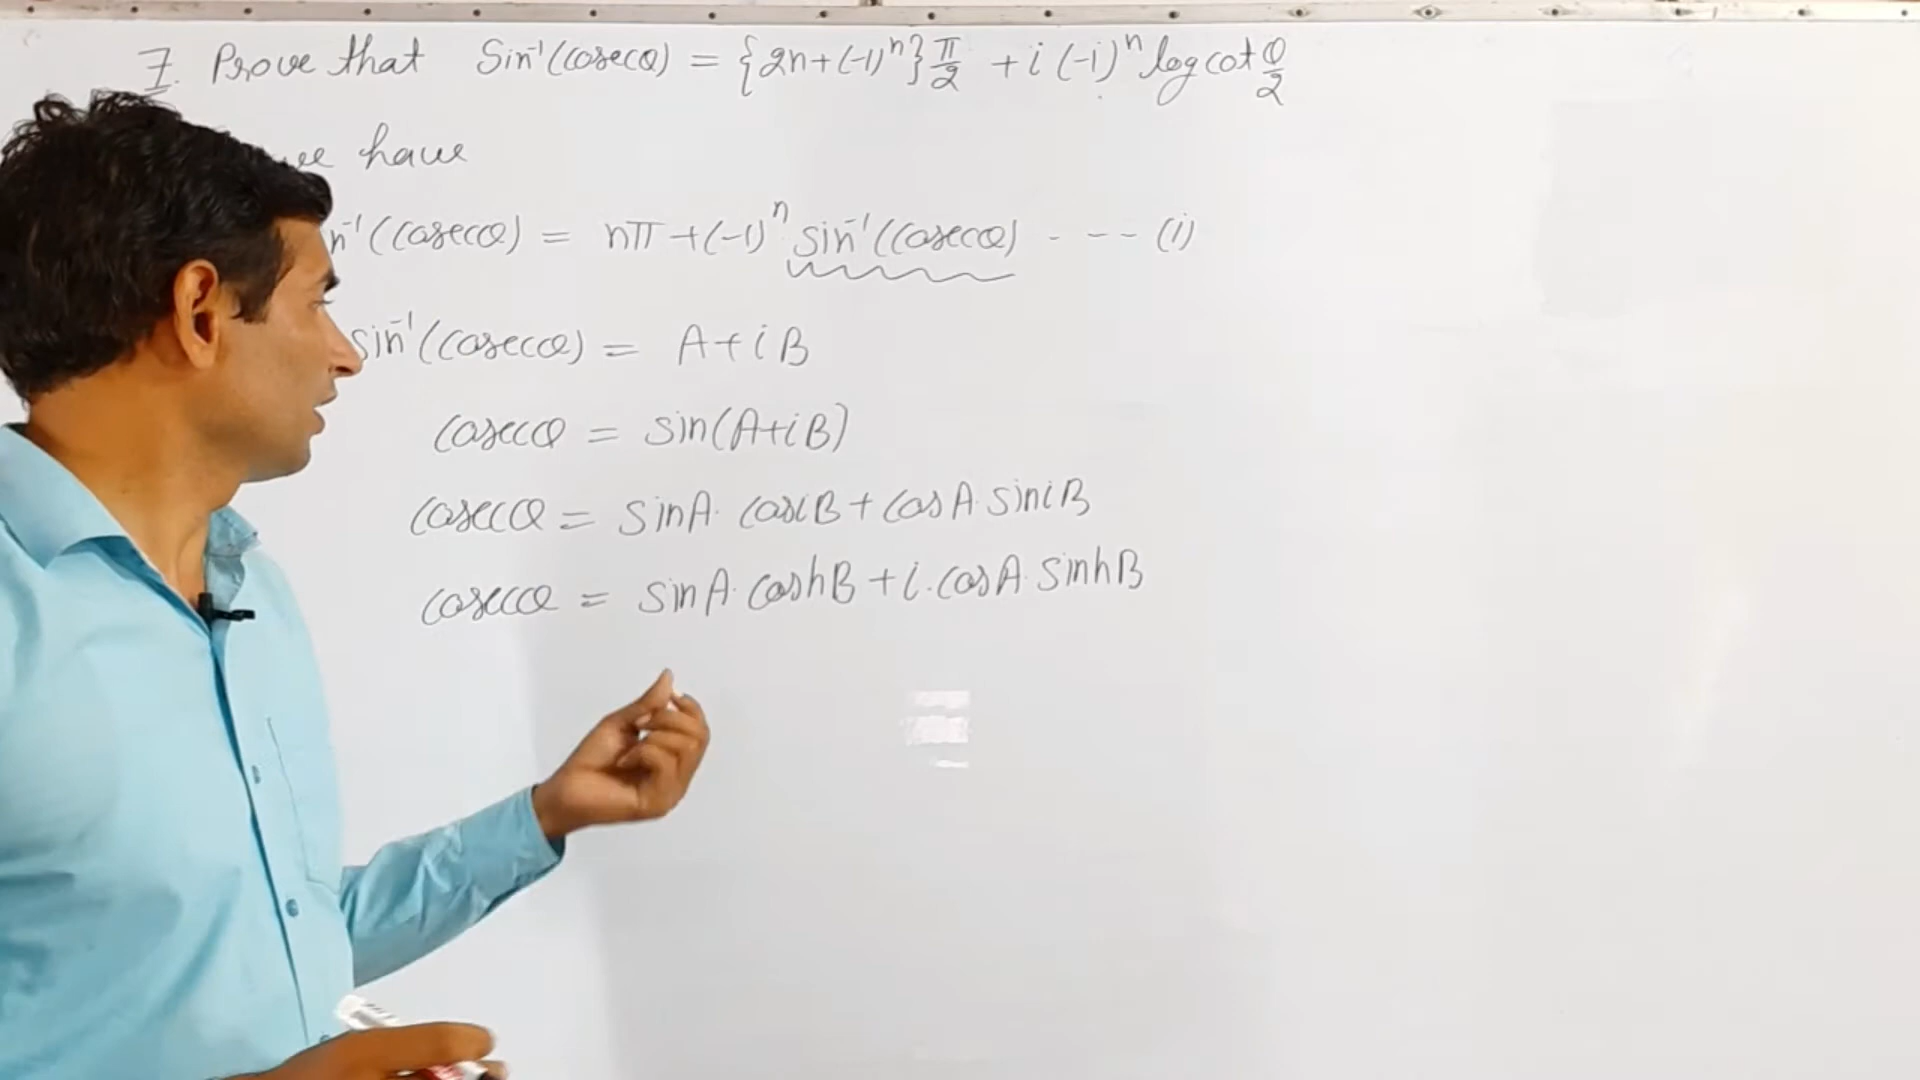 7. Prove that Sin⁻¹(cosecθ) = {2n+(-1)ⁿ}π/2 + i(-1)ⁿ log cot θ/2
we have
n⁻¹(cosecθ) = nπ+(-1)ⁿ sin⁻¹(cosecθ) - - - - (i)
sin⁻¹(cosecθ) = A+iB
cosecθ = sin(A+iB)
cosecθ = sinA. cosiB + cosA. siniB
cosecθ = sinA. coshB + i. cosA. sinhB